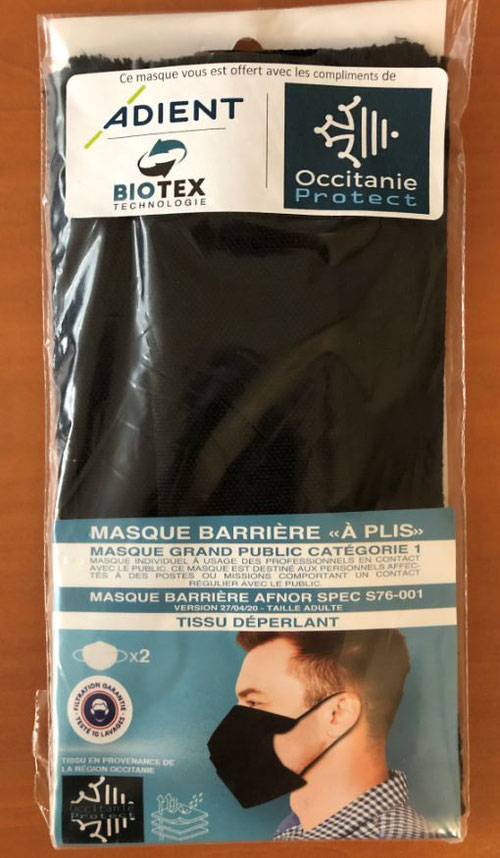 Ce masque vous est offert avec les compliments de
ADIENT
BIOTEX
TECHNOLOGIE
Occitanie
Protect
MASQUE BARRIÈRE «À PLIS»
MASQUE GRAND PUBLIC CATÉGORIE 1
MASQUE INDIVIDUEL À USAGE DES PROFESSIONNELS EN CONTACT
AVEC LE PUBLIC. CE MASQUE EST DESTINÉ AUX PERSONNELS AFFEC-
TÉS À DES POSTES OU MISSIONS COMPORTANT UN CONTACT
RÉGULIER AVEC LE PUBLIC.
MASQUE BARRIÈRE AFNOR SPEC S76-001
VERSION 27/04/20 - TAILLE ADULTE
TISSU DÉPERLANT
x2
FILTRATION GARANTIE
TESTÉ 10 LAVAGES
TISSU EN PROVENANCE DE
LA RÉGION OCCITANIE
Occitanie
Protect